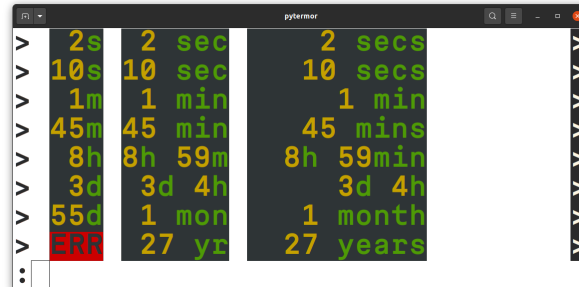 pytermor
> 2s 2 sec 2 secs >
> 10s 10 sec 10 secs >
> 1m 1 min 1 min >
> 45m 45 min 45 mins >
> 8h 8h 59m 8h 59min >
> 3d 3d 4h 3d 4h >
> 55d 1 mon 1 month >
> ERR 27 yr 27 years >
: